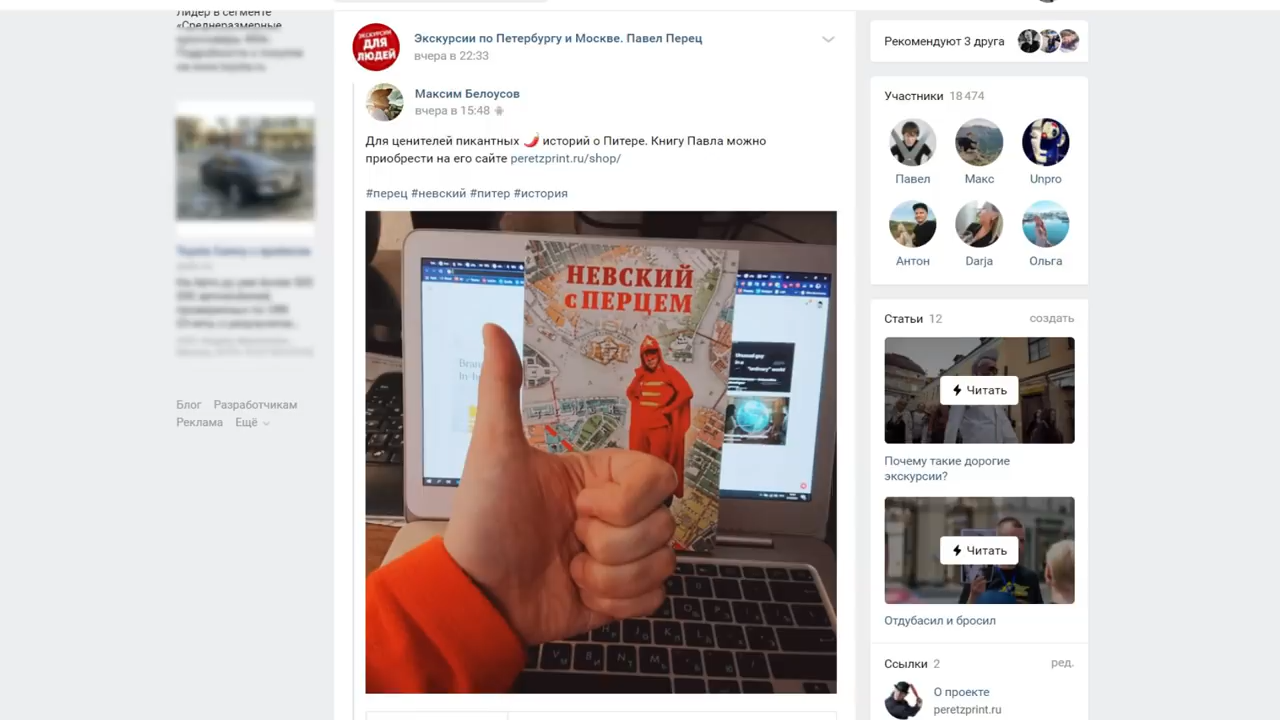 Лидер в сегменте
«Среднеразмерные
Блог Разработчикам
Реклама Ещё
ЭКСКУРСИИ
ДЛЯ
ЛЮДЕЙ
Экскурсии по Петербургу и Москве. Павел Перец
вчера в 22:33
Максим Белоусов
вчера в 15:48
Для ценителей пикантных 🌶 историй о Питере. Книгу Павла можно
приобрести на его сайте peretzprint.ru/shop/
#перец #невский #питер #история
НЕВСКИЙ
с ПЕРЦЕМ
Рекомендуют 3 друга
Участники 18 474
Павел Макс Unpro
Антон Darja Ольга
Статьи 12 создать
Читать
Почему такие дорогие
экскурсии?
Читать
Отдубасил и бросил
Ссылки 2 ред.
О проекте
peretzprint.ru